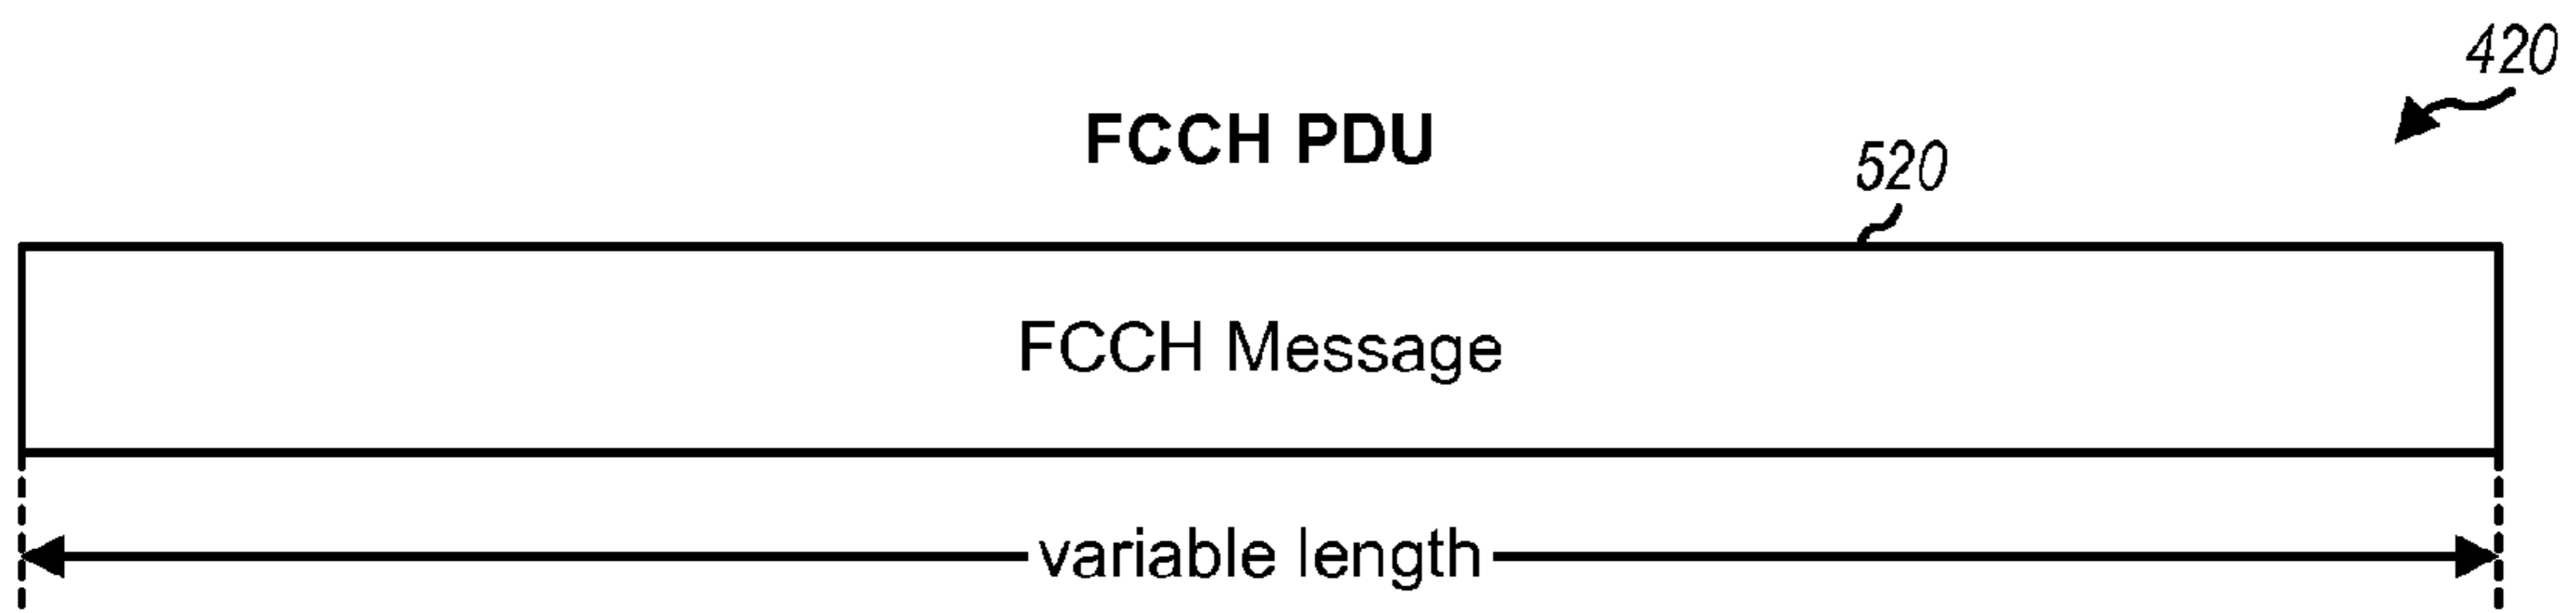 420
FCCH PDU
520
FCCH Message
variable length